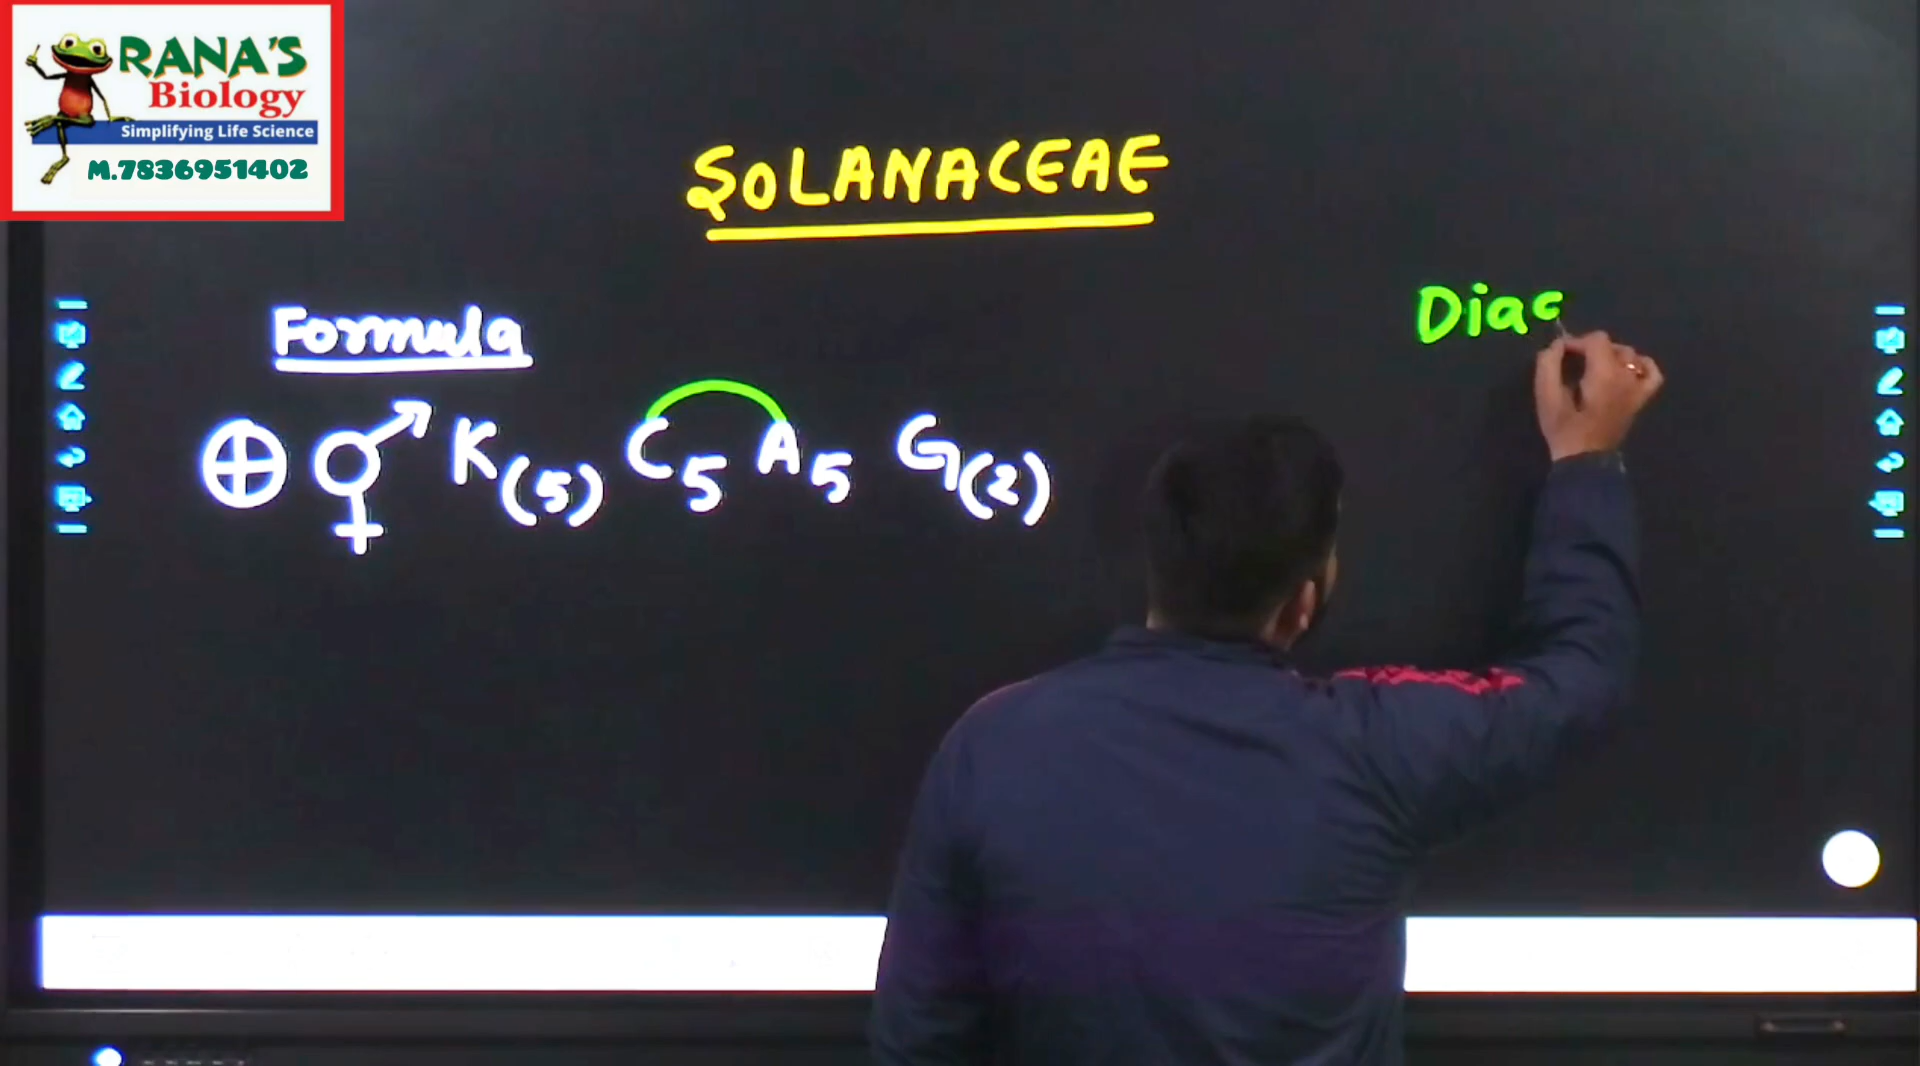 RANA'S
Biology
Simplifying Life Science
M.7836951402
SOLANACEAE
Formula
Diag
⊕ ⚥ K(5) C5 A5 G(2)